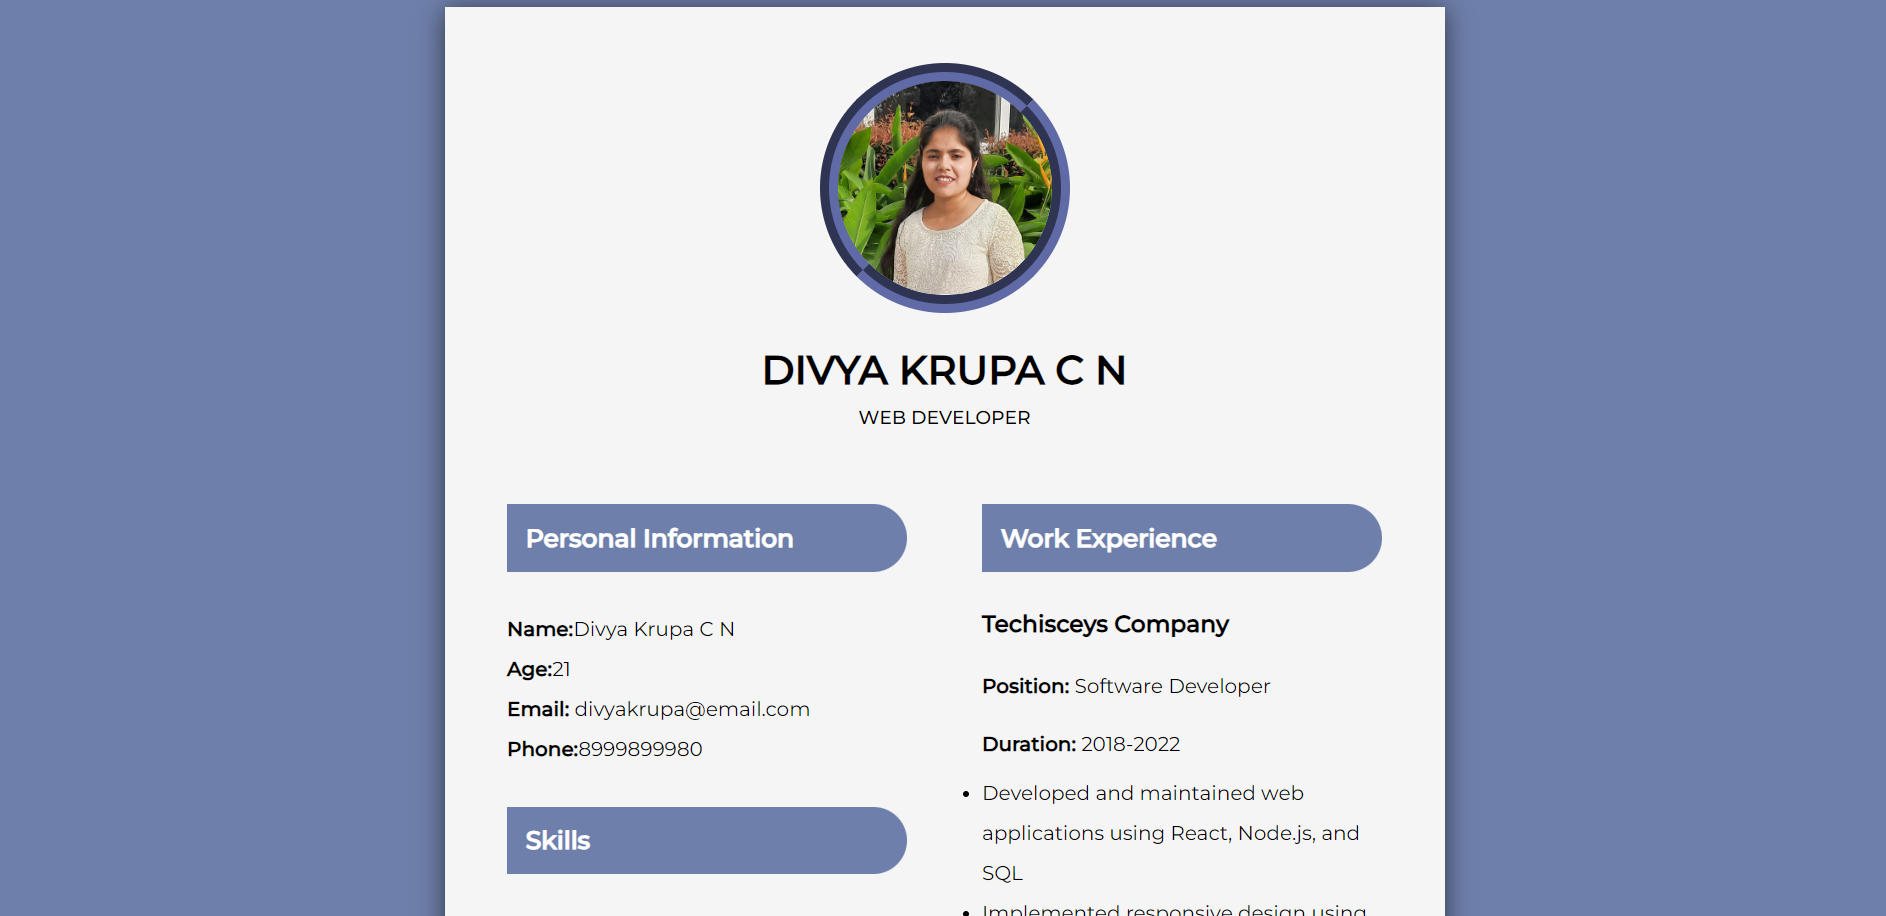 DIVYA KRUPA C N
WEB DEVELOPER
Personal Information
Name:Divya Krupa C N
Age:21
Email: divyakrupa@email.com
Phone:8999899980
Skills
Work Experience
Techisceys Company
Position: Software Developer
Duration: 2018-2022
• Developed and maintained web
applications using React, Node.js, and
SQL
• Implemented responsive design using